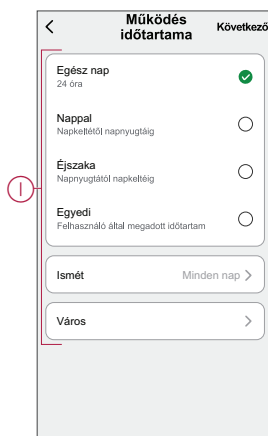 Működés
időtartama
Következő
Egész nap
24 óra
Nappal
Napkeltétől napnyugtáig
Éjszaka
Napnyugtától napkeltéig
Egyedi
Felhasználó által megadott időtartam
I
Ismét
Minden nap
Város